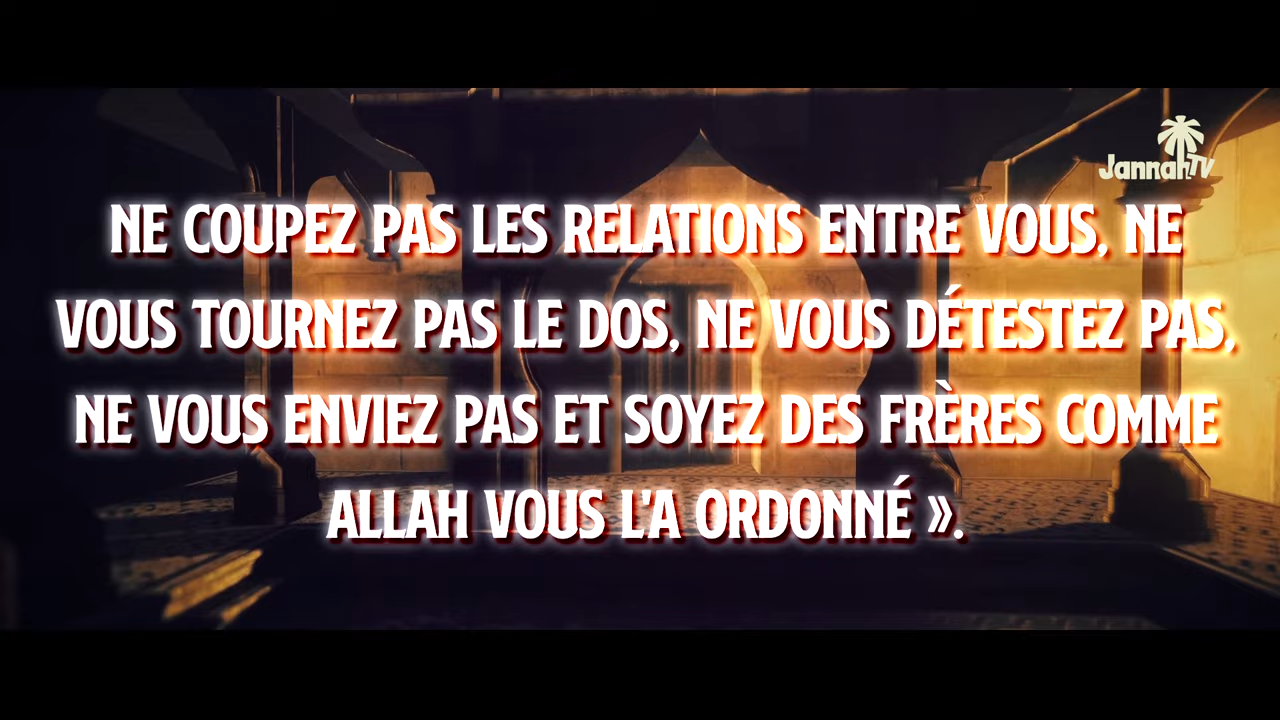 JannahTV
NE COUPEZ PAS LES RELATIONS ENTRE VOUS, NE
VOUS TOURNEZ PAS LE DOS, NE VOUS DÉTESTEZ PAS,
NE VOUS ENVIEZ PAS ET SOYEZ DES FRÈRES COMME
ALLAH VOUS L'A ORDONNÉ ».